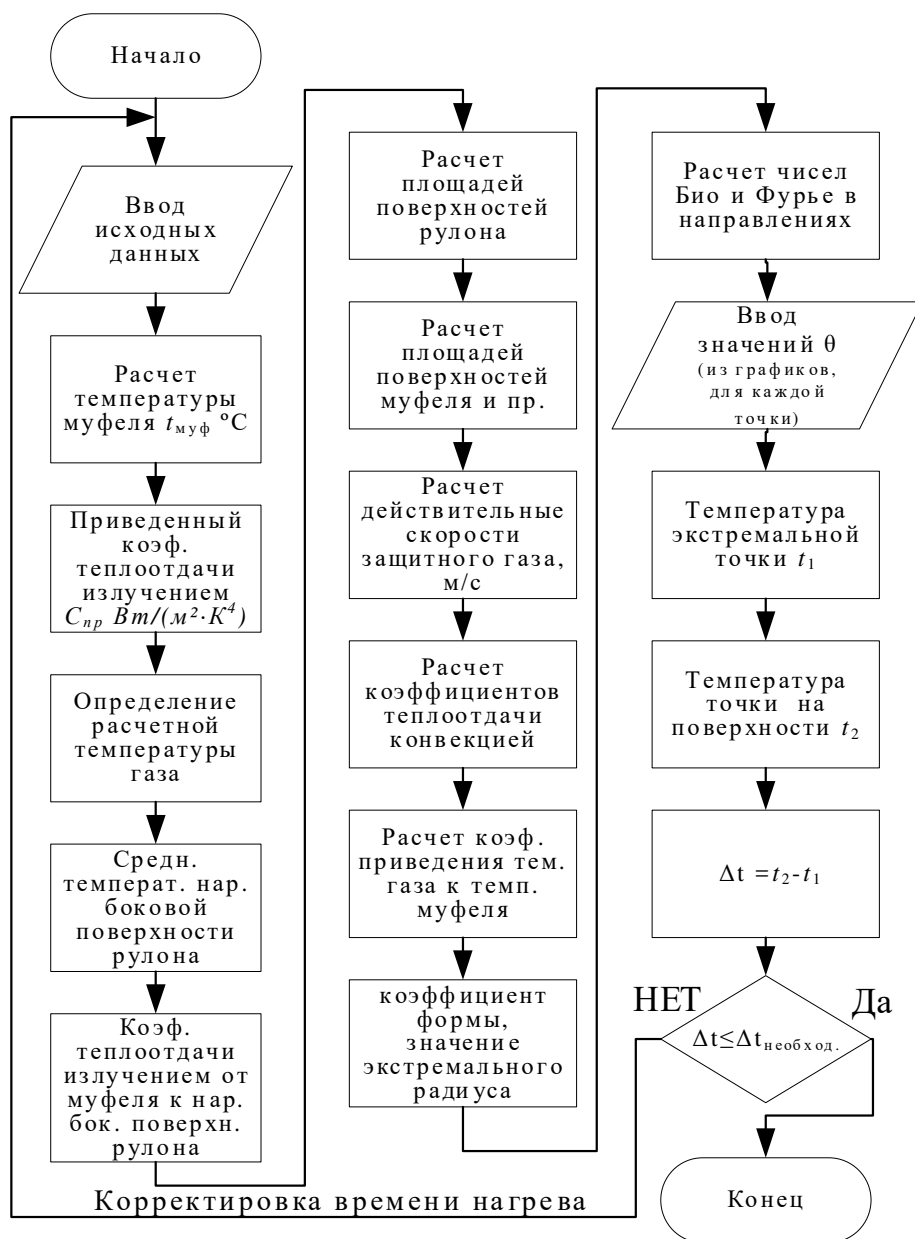 Начало
Ввод
исходных
данных
Расчет
температуры
муфеля t муф ºС
Приведенный
коэф.
теплоотдачи
излучением
Cпр Вт/(м²·К⁴)
Определение
расчетной
температуры
газа
Средн.
температ. нар.
боковой
поверхности
рулона
Коэф.
теплоотдачи
излучением от
муфеля к нар.
бок. поверхн.
рулона
Расчет
площадей
поверхностей
рулона
Расчет
площадей
поверхностей
муфеля и пр.
Расчет
действительные
скорости
защитного газа,
м/с
Расчет
коэффициентов
теплоотдачи
конвекцией
Расчет коэф.
приведения тем.
газа к темп.
муфеля
коэффициент
формы,
значение
экстремального
радиуса
Расчет чисел
Био и Фурье в
направлениях
Ввод
значений θ
(из графиков,
для каждой
точки)
Температура
экстремальной
точки t₁
Температура
точки на
поверхности t₂
Δt =t₂-t₁
НЕТ
Да
Δt≤Δtнеобход.
Корректировка времени нагрева
Конец